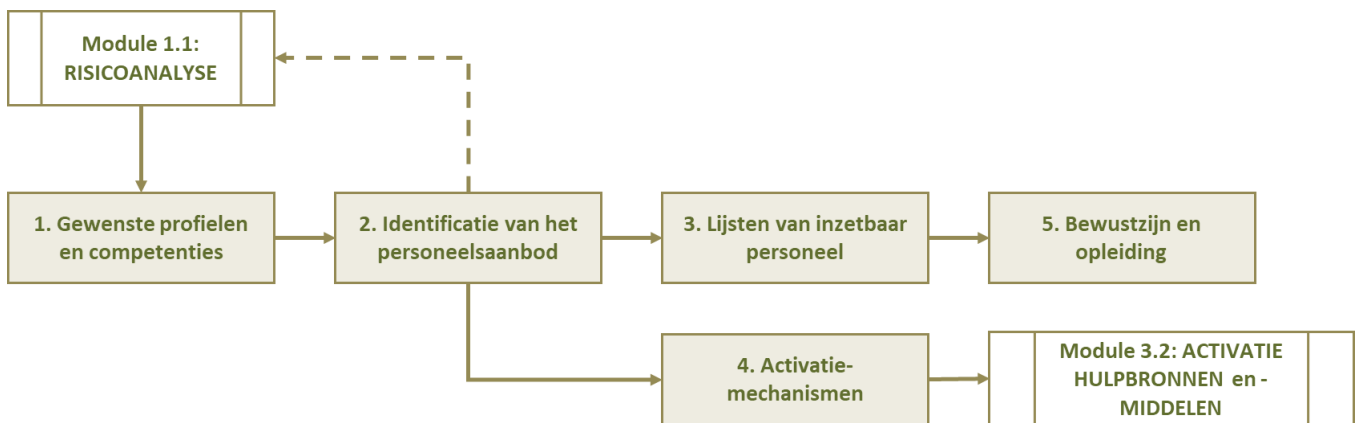 Module 1.1:
RISICOANALYSE
1. Gewenste profielen
en competenties
2. Identificatie van het
personeelsaanbod
3. Lijsten van inzetbaar
personeel
5. Bewustzijn en
opleiding
4. Activatie-
mechanismen
Module 3.2: ACTIVATIE
HULPBRONNEN en -
MIDDELEN